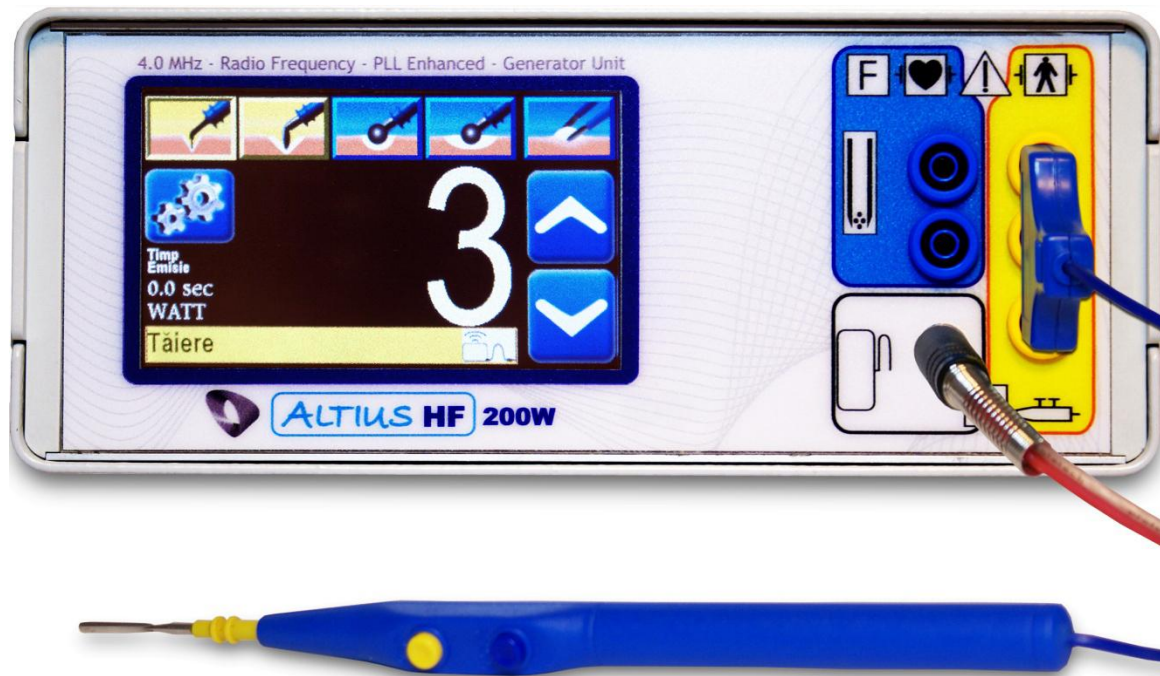 4.0 MHz - Radio Frequency - PLL Enhanced - Generator Unit
F
Timp
Emisie
3
0.0 sec
WATT
Tăiere
ALTIUS HF 200W